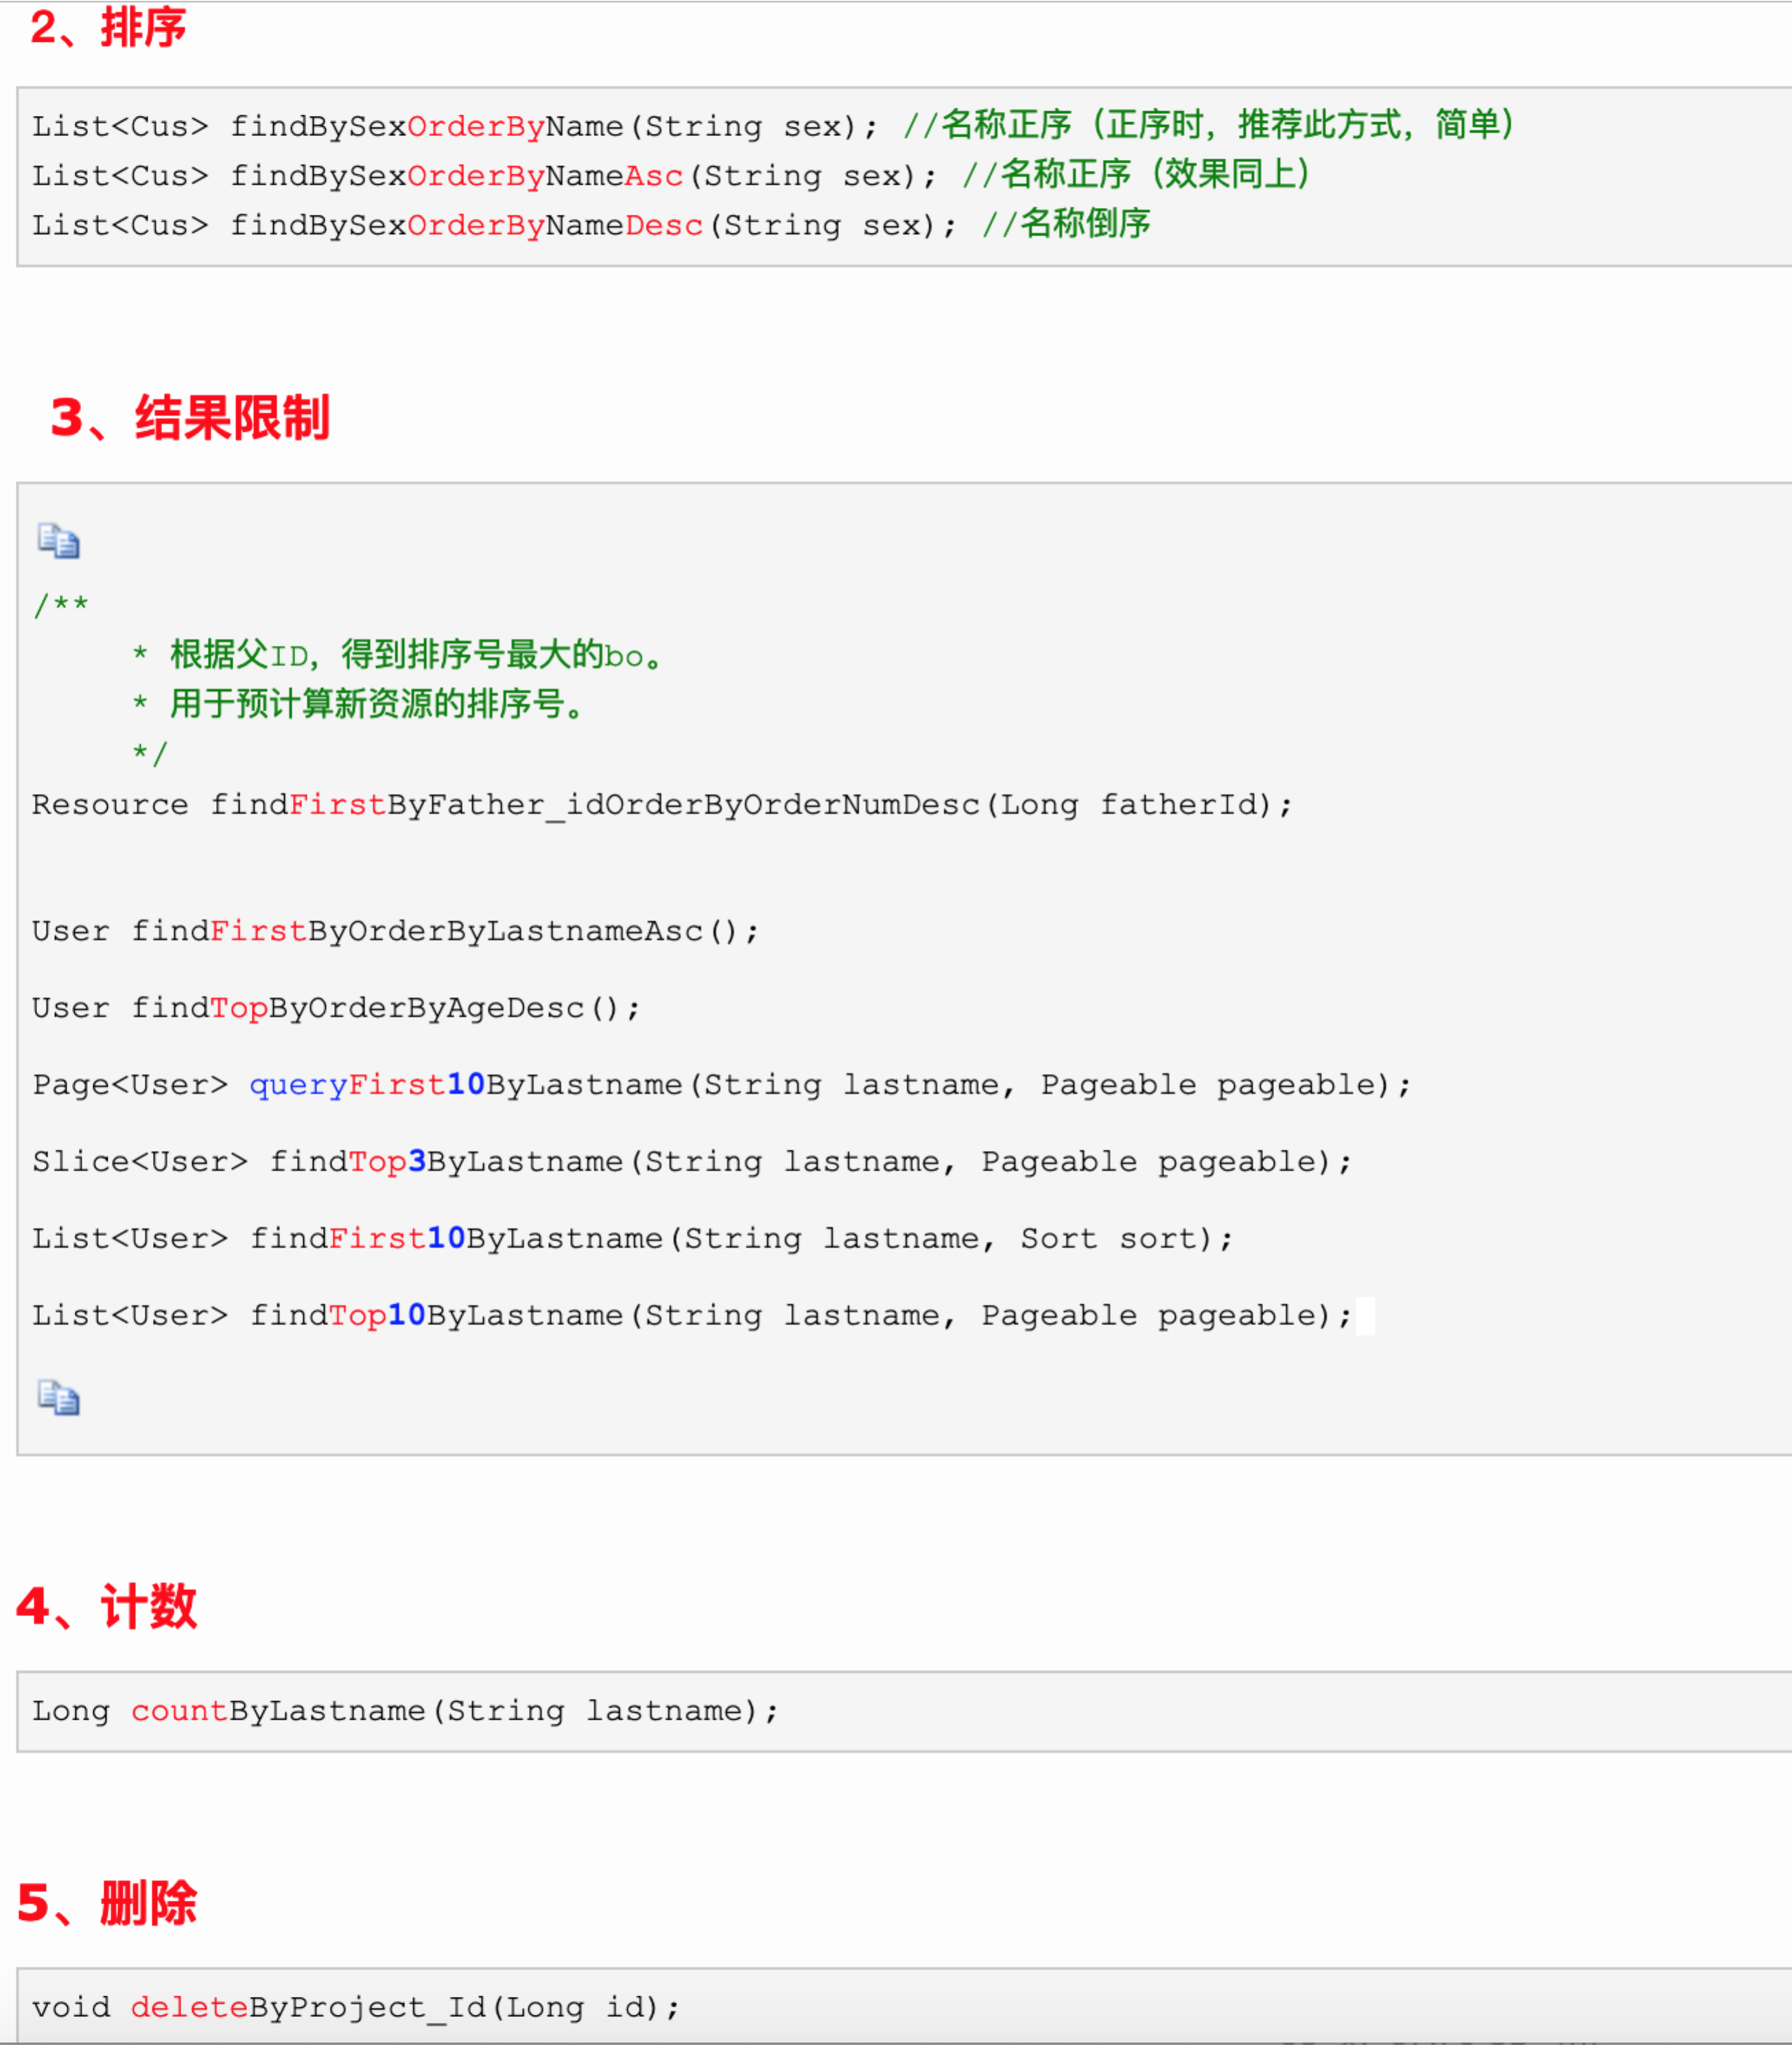 2、排序
List<Cus> findBySexOrderByName(String sex); //名称正序（正序时，推荐此方式，简单）
List<Cus> findBySexOrderByNameAsc(String sex); //名称正序（效果同上）
List<Cus> findBySexOrderByNameDesc(String sex); //名称倒序
3、结果限制
/**
* 根据父ID，得到排序号最大的bo。
* 用于预计算新资源的排序号。
*/
Resource findFirstByFather_idOrderByOrderNumDesc(Long fatherId);
User findFirstByOrderByLastnameAsc();
User findTopByOrderByAgeDesc();
Page<User> queryFirst10ByLastname(String lastname, Pageable pageable);
Slice<User> findTop3ByLastname(String lastname, Pageable pageable);
List<User> findFirst10ByLastname(String lastname, Sort sort);
List<User> findTop10ByLastname(String lastname, Pageable pageable);
4、计数
Long countByLastname(String lastname);
5、删除
void deleteByProject_Id(Long id);